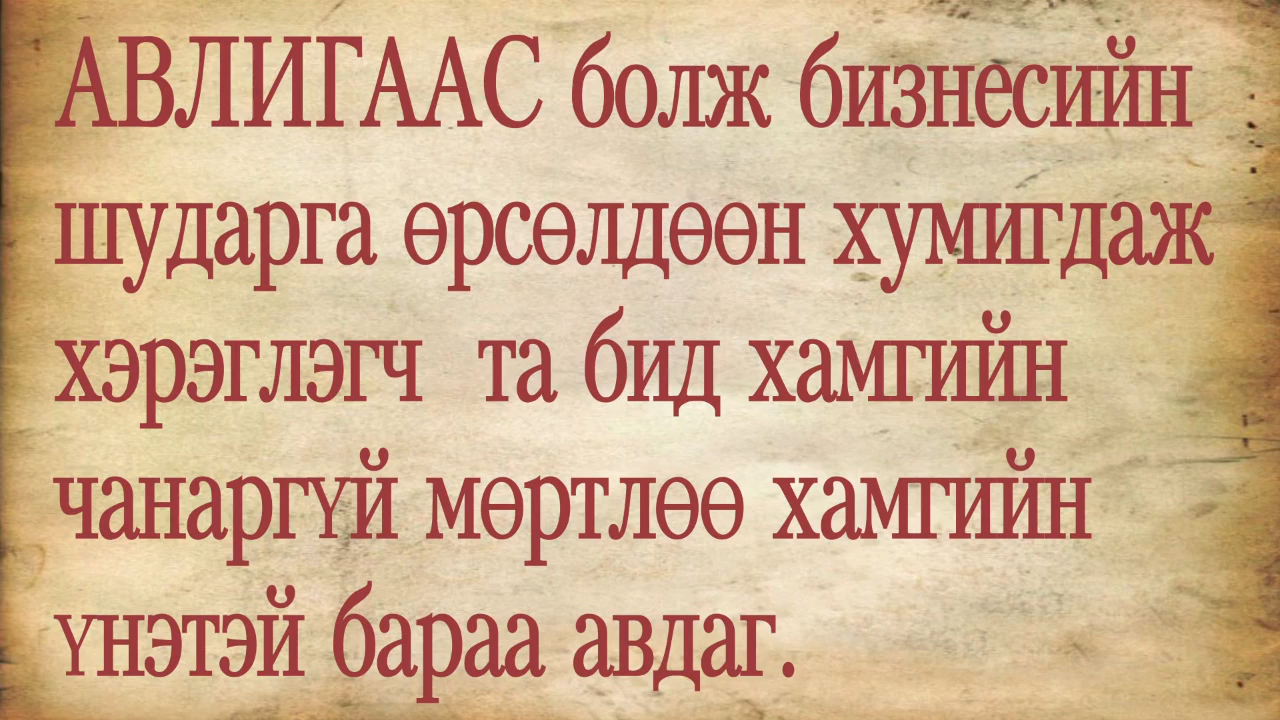 АВЛИГААС болж бизнесийн
шударга өрсөлдөөн хумигдаж
хэрэглэгч та бид хамгийн
чанаргүй мөртлөө хамгийн
үнэтэй бараа авдаг.